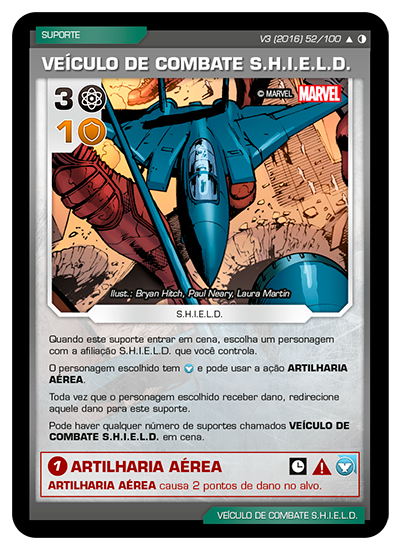 SUPORTE
V3 (2016) 52/100
VEÍCULO DE COMBATE S.H.I.E.L.D.
3
10
© MARVEL MARVEL
Ilust.: Bryan Hitch, Paul Neary, Laura Martin
S.H.I.E.L.D.
Quando este suporte entrar em cena, escolha um personagem
com a afiliação S.H.I.E.L.D. que você controla.
O personagem escolhido tem e pode usar a ação ARTILHARIA
AÉREA.
Toda vez que o personagem escolhido receber dano, redirecione
aquele dano para este suporte.
Pode haver qualquer número de suportes chamados VEÍCULO DE
COMBATE S.H.I.E.L.D. em cena.
1 ARTILHARIA AÉREA
ARTILHARIA AÉREA causa 2 pontos de dano no alvo.
VEÍCULO DE COMBATE S.H.I.E.L.D.